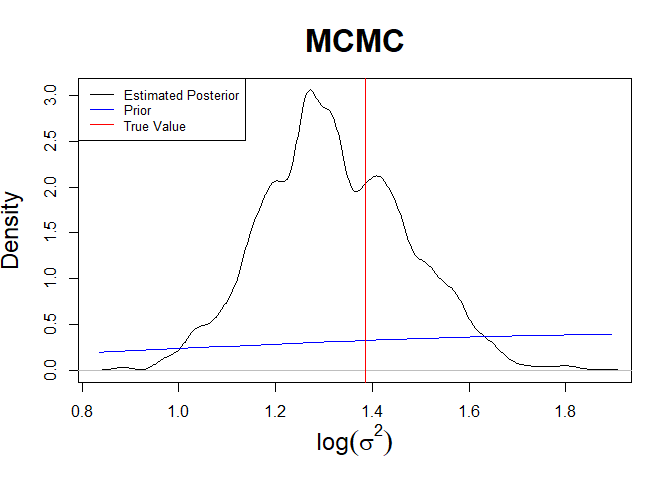 MCMC
Estimated Posterior
Prior
True Value
Density
0.0 0.5 1.0 1.5 2.0 2.5 3.0
0.8 1.0 1.2 1.4 1.6 1.8
log(σ²)